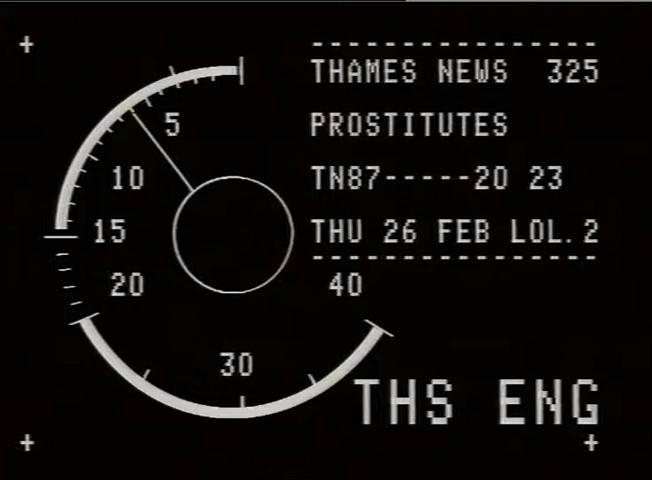 +
----------------
THAMES NEWS 325
PROSTITUTES
TN87-----20 23
THU 26 FEB LOL.2
----------------
5
10
15
20
30
40
THS ENG
+ +